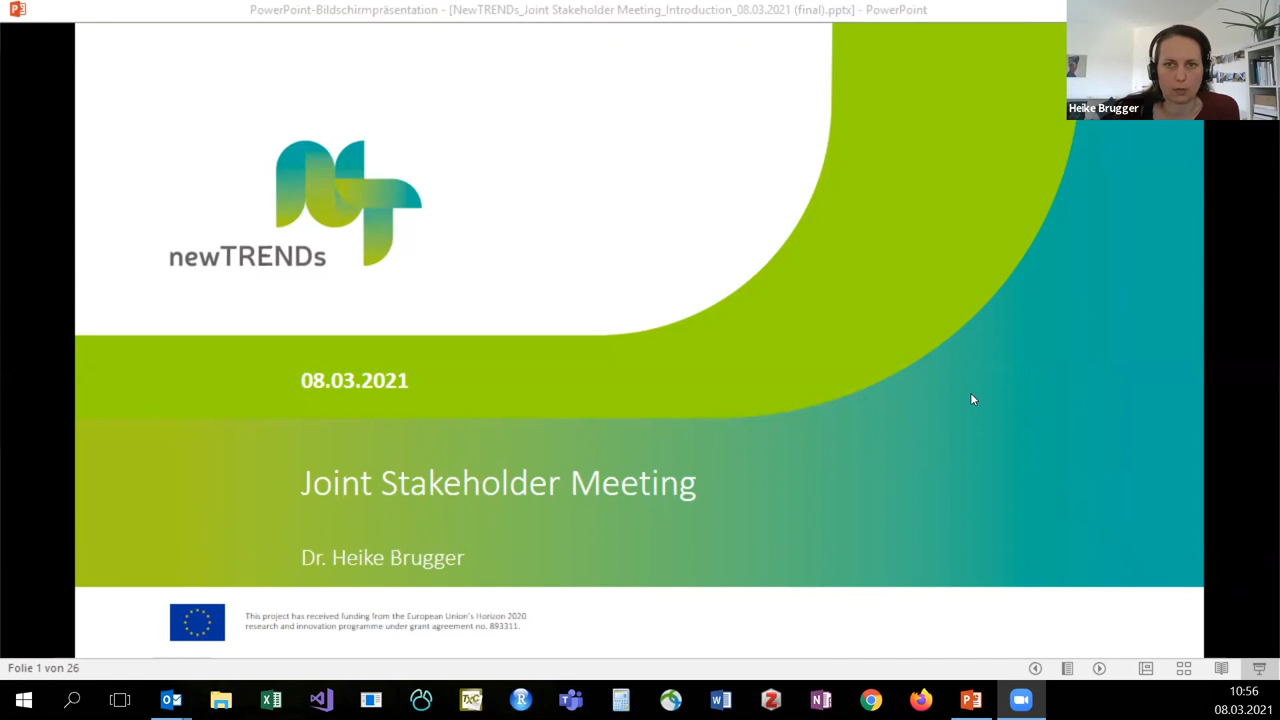 PowerPoint-Bildschirmpräsentation - [NewTRENDs_Joint Stakeholder Meeting_Introduction_08.03.2021 (final).pptx] - PowerPoint
Heike Brugger
newTRENDs
08.03.2021
Joint Stakeholder Meeting
Dr. Heike Brugger
This project has received funding from the European Union's Horizon 2020
research and innovation programme under grant agreement no. 893311.
Folie 1 von 26
10:56
08.03.2021